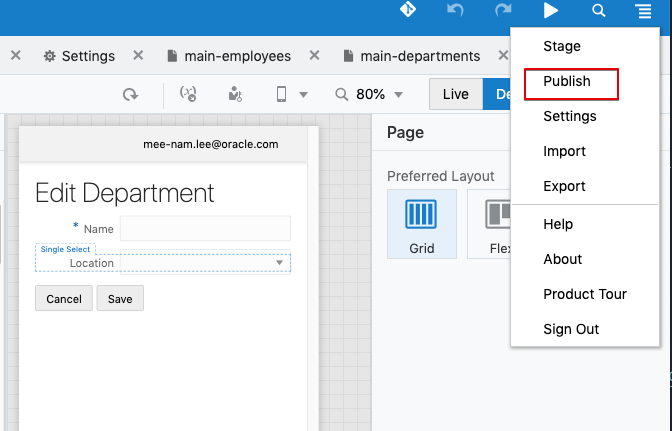 Settings
main-employees
main-departments
Stage
Publish
Settings
Import
Export
Help
About
Product Tour
Sign Out
80%
Live
De
mee-nam.lee@oracle.com
Edit Department
* Name
Single Select
Location
Cancel
Save
Page
Preferred Layout
Grid
Flex